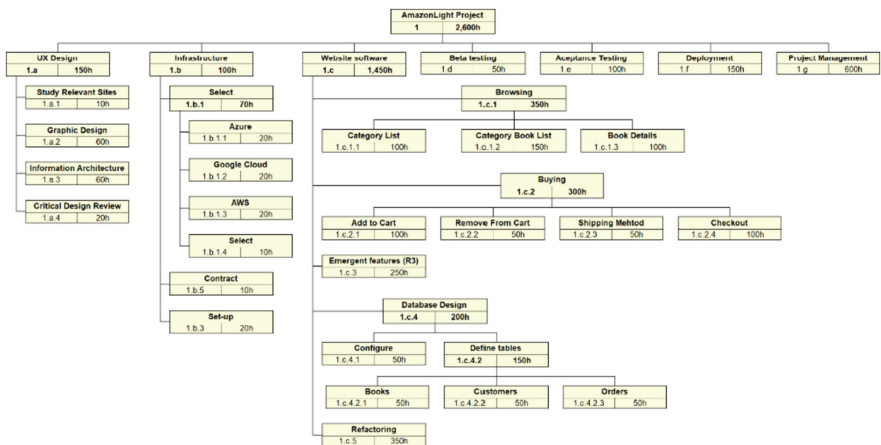 AmazonLight Project
1 2,600h
UX Design
1.a 150h
Infrastructure
1.b 100h
Website software
1.c 1,450h
Beta testing
1.d 50h
Aceptance Testing
1.e 100h
Deployment
1.f 150h
Project Management
1.g 600h
Study Relevant Sites
1.a.1 10h
Graphic Design
1.a.2 60h
Information Architecture
1.a.3 60h
Critical Design Review
1.a.4 20h
Select
1.b.1 70h
Azure
1.b.1.1 20h
Google Cloud
1.b.1.2 20h
AWS
1.b.1.3 20h
Select
1.b.1.4 10h
Contract
1.b.5 10h
Set-up
1.b.3 20h
Browsing
1.c.1 350h
Category List
1.c.1.1 100h
Category Book List
1.c.1.2 150h
Book Details
1.c.1.3 100h
Buying
1.c.2 300h
Add to Cart
1.c.2.1 100h
Remove From Cart
1.c.2.2 50h
Shipping Mehtod
1.c.2.3 50h
Checkout
1.c.2.4 100h
Emergent features (R3)
1.c.3 250h
Database Design
1.c.4 200h
Configure
1.c.4.1 50h
Define tables
1.c.4.2 150h
Books
1.c.4.2.1 50h
Customers
1.c.4.2.2 50h
Orders
1.c.4.2.3 50h
Refactoring
1.c.5 350h